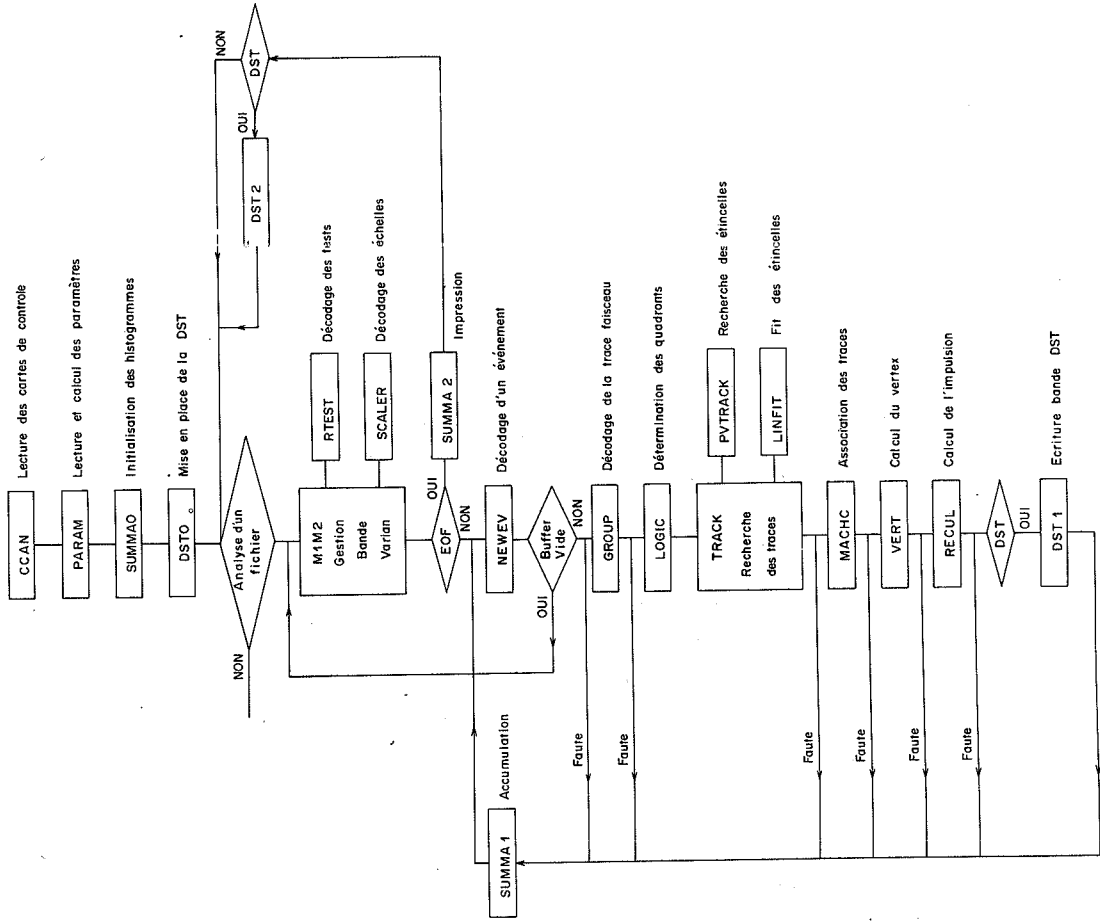 CCAN
Lecture des cartes de controle
PARAM
Lecture et calcul des paramètres
SUMMAO
Initialisation des histogrammes
DSTO
Mise en place de la DST
Analyse d'un
fichier
NON
NON
DST
OUI
DST 2
M1M2
Gestion
Bande
Varian
RTEST
Décodage des tests
SCALER
Décodage des échelles
EOF
OUI
SUMMA 2
Impression
NON
NEWEV
Décodage d'un événement
Buffer
Vide
OUI
NON
SUMMA 1
Accumulation
GROUP
Décodage de la trace faisceau
Faute
LOGIC
Détermination des quadrants
Faute
TRACK
Recherche
des traces
PVTRACK
Recherche des étincelles
LINFIT
Fit des étincelles
Faute
MACHC
Association des traces
Faute
VERT
Calcul du vertex
Faute
RECUL
Calcul de l'impulsion
Faute
DST
OUI
DST 1
Ecriture bande DST